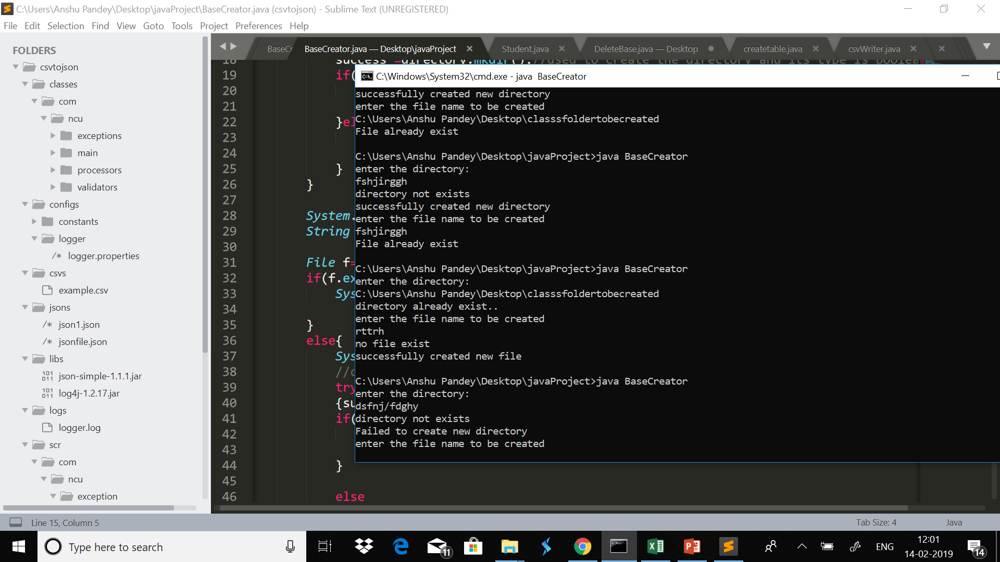 C:\Users\Anshu Pandey\Desktop\javaProject\BaseCreator.java (csvtojson) - Sublime Text (UNREGISTERED)
File Edit Selection Find View Goto Tools Project Preferences Help
FOLDERS
csvtojson
classes
com
ncu
exceptions
main
processors
validators
configs
constants
logger
/* logger.properties
csvs
example.csv
jsons
/* json1.json
/* jsonfile.json
libs
json-simple-1.1.1.jar
log4j-1.2.17.jar
logs
logger.log
scr
com
ncu
exception
BaseCr BaseCreator.java — Desktop\javaProject Student.java DeleteBase.java — Desktop createtable.java csvWriter.java
18 success =directory.mkdir();//used to create the directory and its type is boolea
19 if(
20
21
22 }el
23
24
25 }
26 }
27
28 System.
29 String
30
31 File f=
32 if(f.ex
33 Sys
34
35 }
36 else{
37 Sys
38 //c
39 try
40 {su
41 if(
42
43
44 }
45
46 else
C:\Windows\System32\cmd.exe - java BaseCreator
successfully created new directory
enter the file name to be created
C:\Users\Anshu Pandey\Desktop\classsfoldertobecreated
File already exist
C:\Users\Anshu Pandey\Desktop\javaProject>java BaseCreator
enter the directory:
fshjirggh
directory not exists
successfully created new directory
enter the file name to be created
fshjirggh
File already exist
C:\Users\Anshu Pandey\Desktop\javaProject>java BaseCreator
enter the directory:
C:\Users\Anshu Pandey\Desktop\classsfoldertobecreated
directory already exist..
enter the file name to be created
rttrh
no file exist
successfully created new file
C:\Users\Anshu Pandey\Desktop\javaProject>java BaseCreator
enter the directory:
dsfnj/fdghy
directory not exists
Failed to create new directory
enter the file name to be created
Line 15, Column 5
Tab Size: 4 Java
Type here to search
11
ENG
12:01
14-02-2019
14